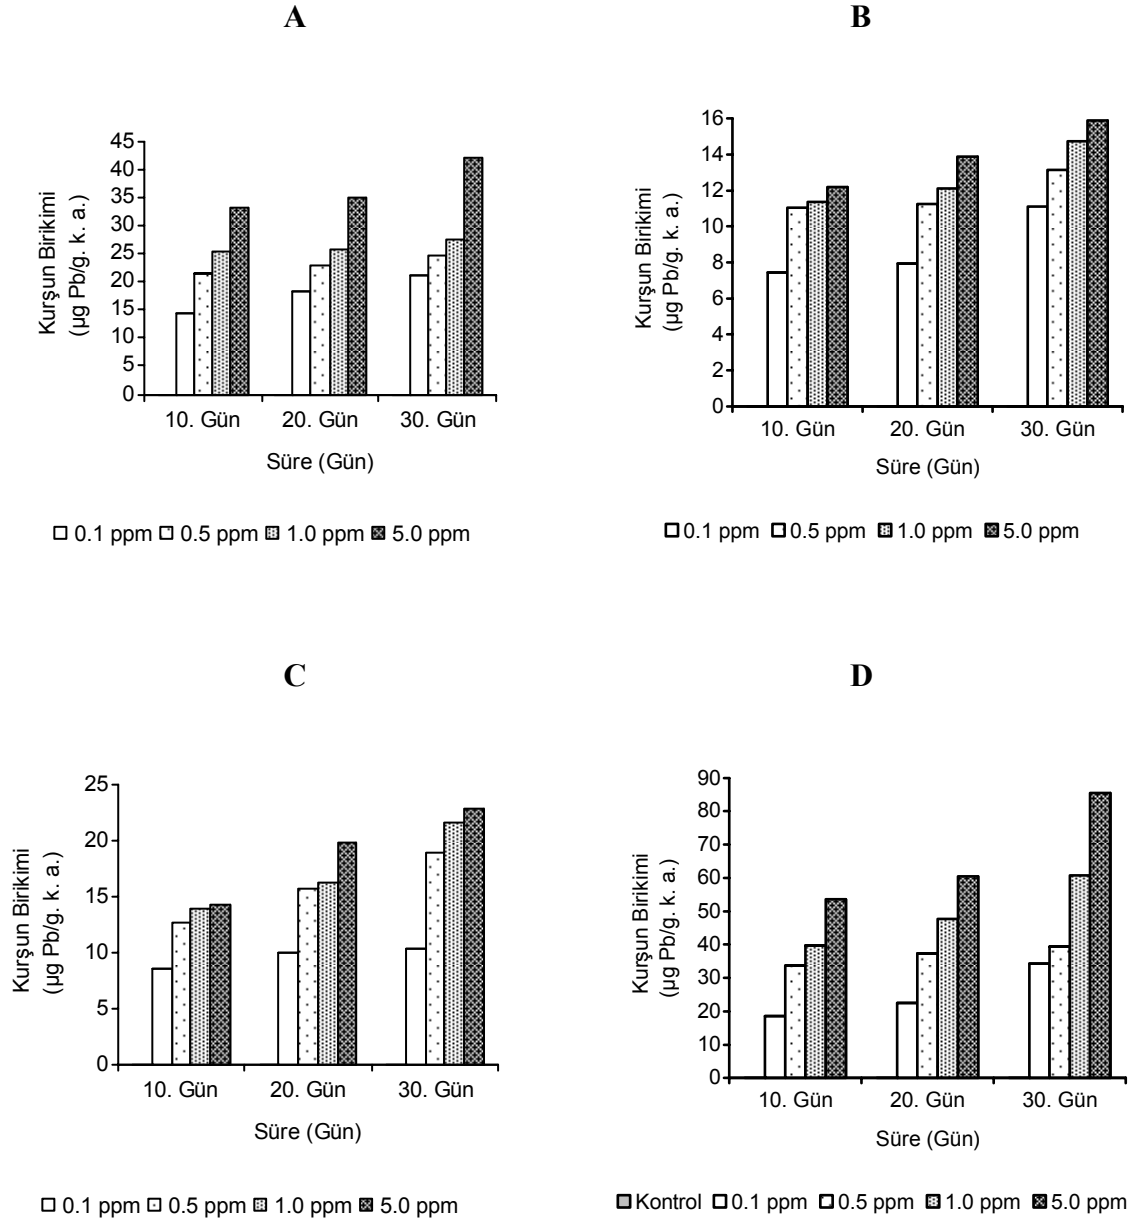 A
45
40
35
30
25
20
15
10
5
0
Kurşun Birikimi
(µg Pb/g. k. a.)
10. Gün 20. Gün 30. Gün
Süre (Gün)
0.1 ppm 0.5 ppm 1.0 ppm 5.0 ppm
B
16
14
12
10
8
6
4
2
0
Kurşun Birikimi
(µg Pb/g. k. a.)
10. Gün 20. Gün 30. Gün
Süre (Gün)
0.1 ppm 0.5 ppm 1.0 ppm 5.0 ppm
C
25
20
15
10
5
0
Kurşun Birikimi
(µg Pb/g. k. a.)
10. Gün 20. Gün 30. Gün
Süre (Gün)
0.1 ppm 0.5 ppm 1.0 ppm 5.0 ppm
D
90
80
70
60
50
40
30
20
10
0
Kurşun Birikimi
(µg Pb/g. k. a.)
10. Gün 20. Gün 30. Gün
Süre (Gün)
Kontrol 0.1 ppm 0.5 ppm 1.0 ppm 5.0 ppm